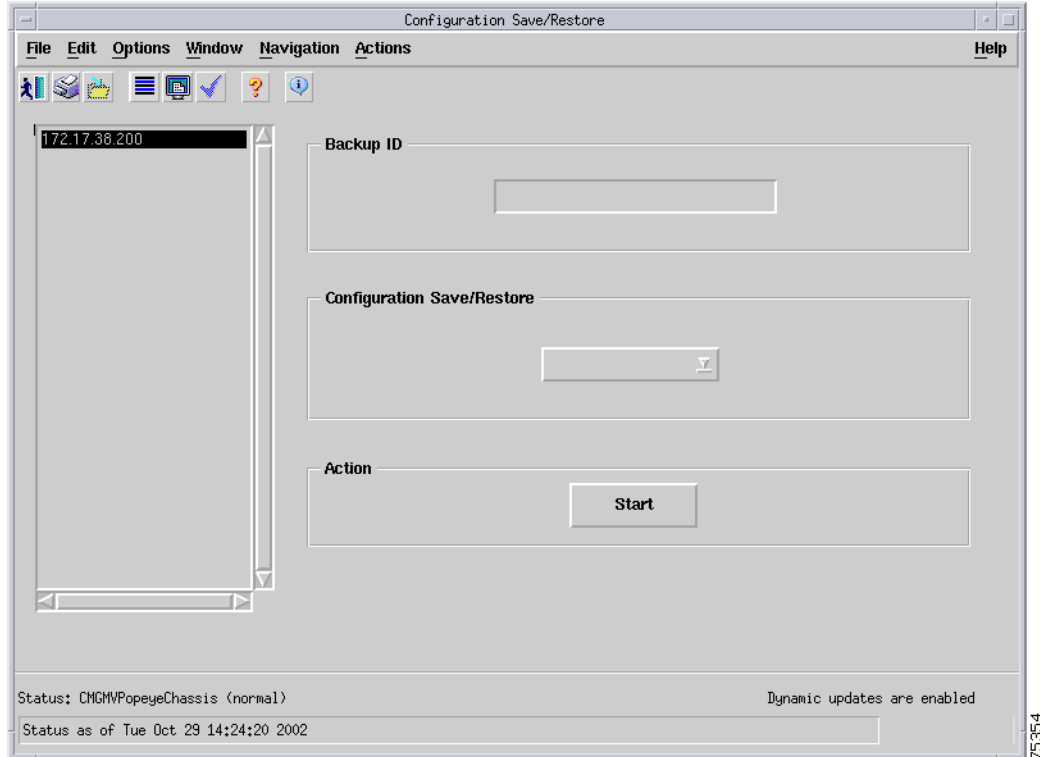 Configuration Save/Restore
File Edit Options Window Navigation Actions Help
172.17.38.200
Backup ID
Configuration Save/Restore
Action
Start
Status: CMGMVPopeyeChassis (normal) Dynamic updates are enabled
Status as of Tue Oct 29 14:24:20 2002
75354